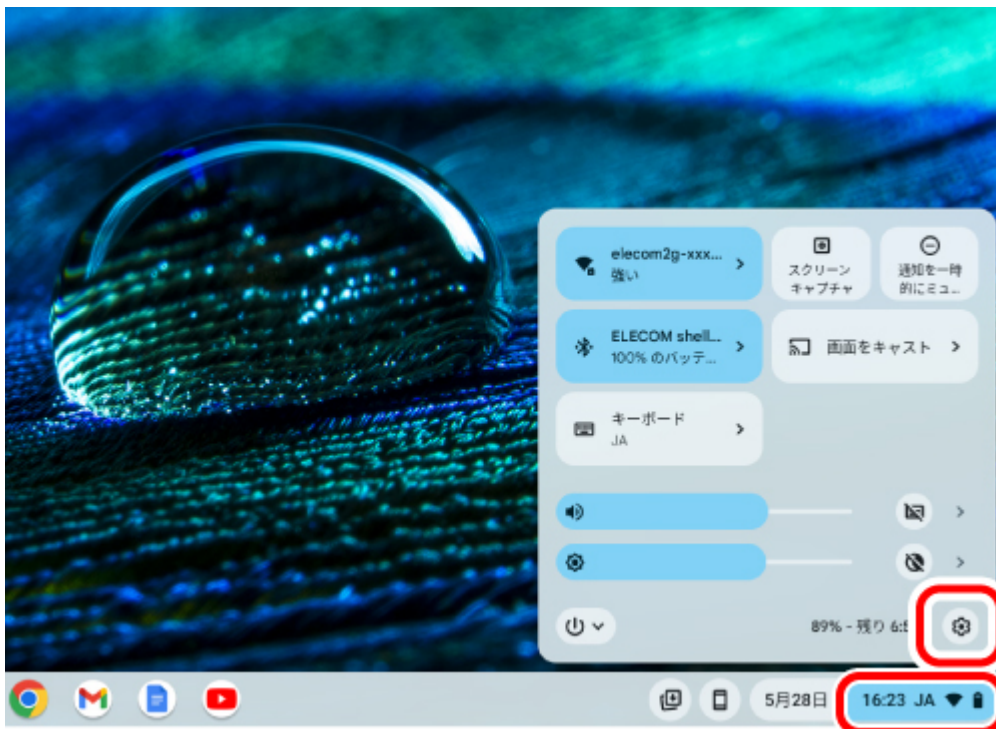 elecom2g-xxx...
強い
スクリーン
キャプチャ
通知を一時
的にミュ...
ELECOM shell...
100% のバッテ...
画面をキャスト
キーボード
JA
89% - 残り 6:5
5月28日
16:23 JA